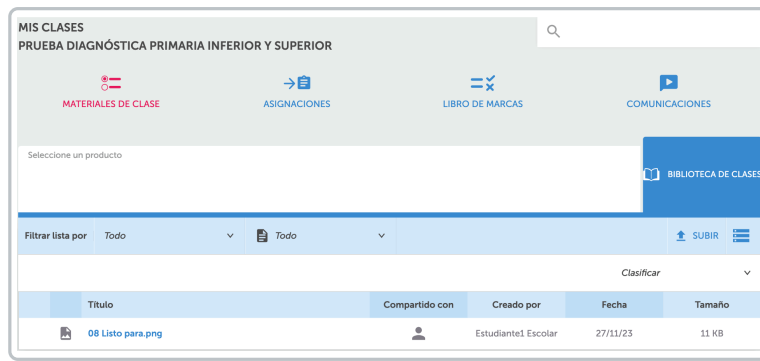 MIS CLASES
PRUEBA DIAGNÓSTICA PRIMARIA INFERIOR Y SUPERIOR
MATERIALES DE CLASE
ASIGNACIONES
LIBRO DE MARCAS
COMUNICACIONES
Seleccione un producto
BIBLIOTECA DE CLASES
Filtrar lista por
Todo
Todo
SUBIR
Clasificar
Título
Compartido con
Creado por
Fecha
Tamaño
08 Listo para.png
Estudiante1 Escolar
27/11/23
11 KB